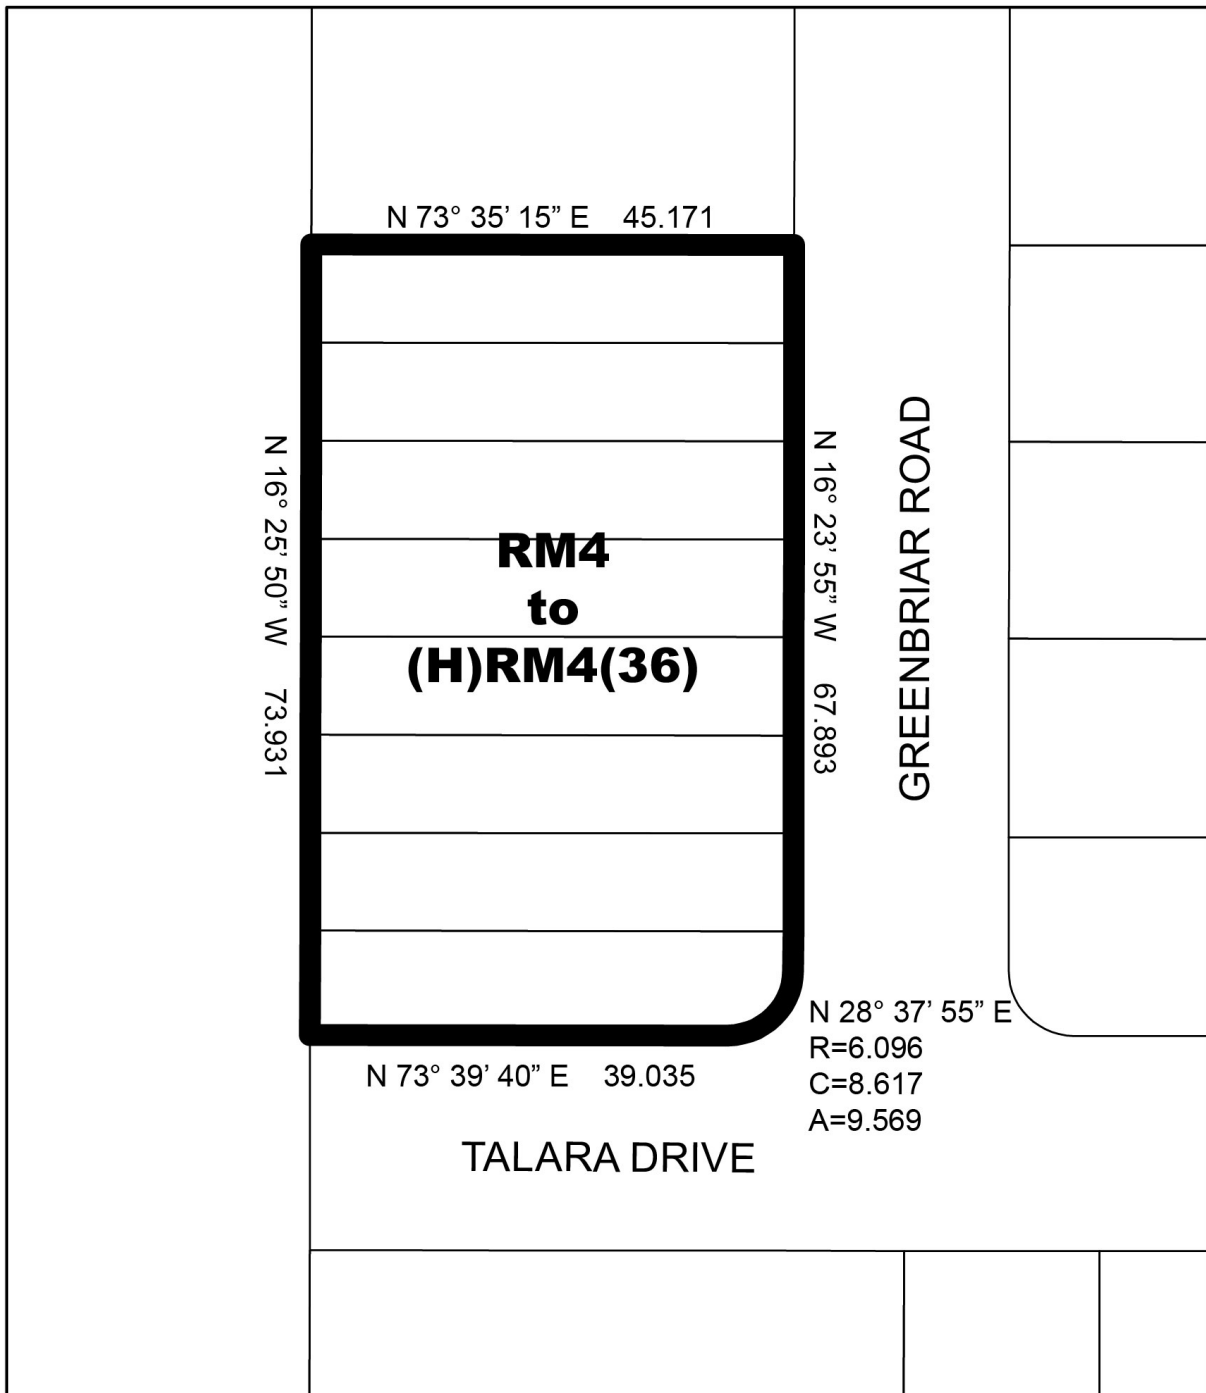 N 73° 35’ 15” E 45.171
N 16° 25’ 50” W 73.931
RM4
to
(H)RM4(36)
N 16° 23’ 55” W 67.893
GREENBRIAR ROAD
N 28° 37’ 55” E
R=6.096
C=8.617
A=9.569
N 73° 39’ 40” E 39.035
TALARA DRIVE